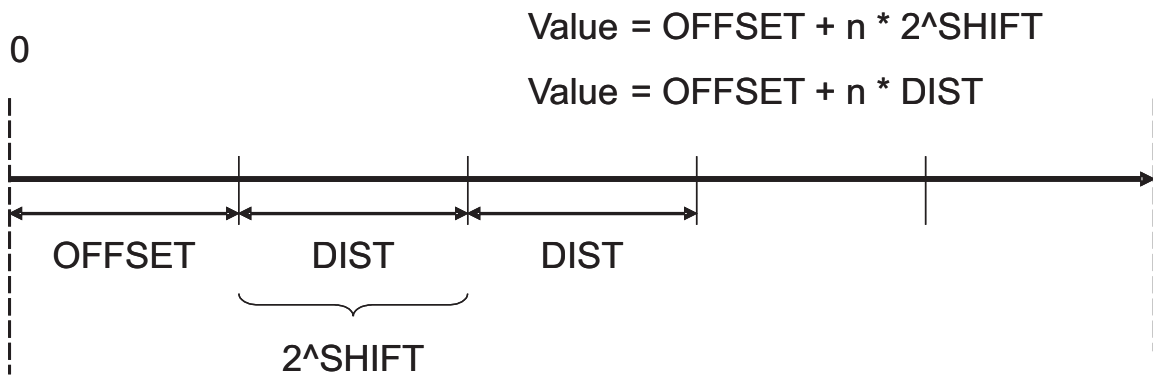 Value = OFFSET + n * 2^SHIFT
0
Value = OFFSET + n * DIST
OFFSET DIST DIST
2^SHIFT